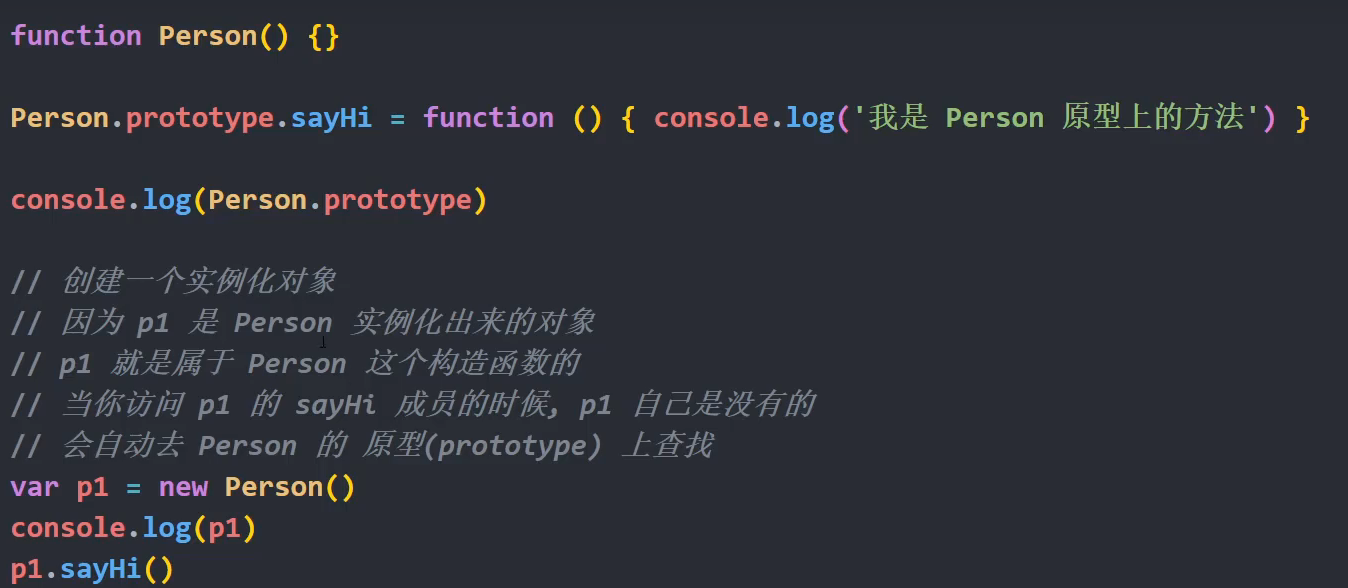 function Person() {}
Person.prototype.sayHi = function () { console.log('我是 Person 原型上的方法') }
console.log(Person.prototype)
// 创建一个实例化对象
// 因为 p1 是 Person 实例化出来的对象
// p1 就是属于 Person 这个构造函数的
// 当你访问 p1 的 sayHi 成员的时候, p1 自己是没有的
// 会自动去 Person 的 原型(prototype) 上查找
var p1 = new Person()
console.log(p1)
p1.sayHi()